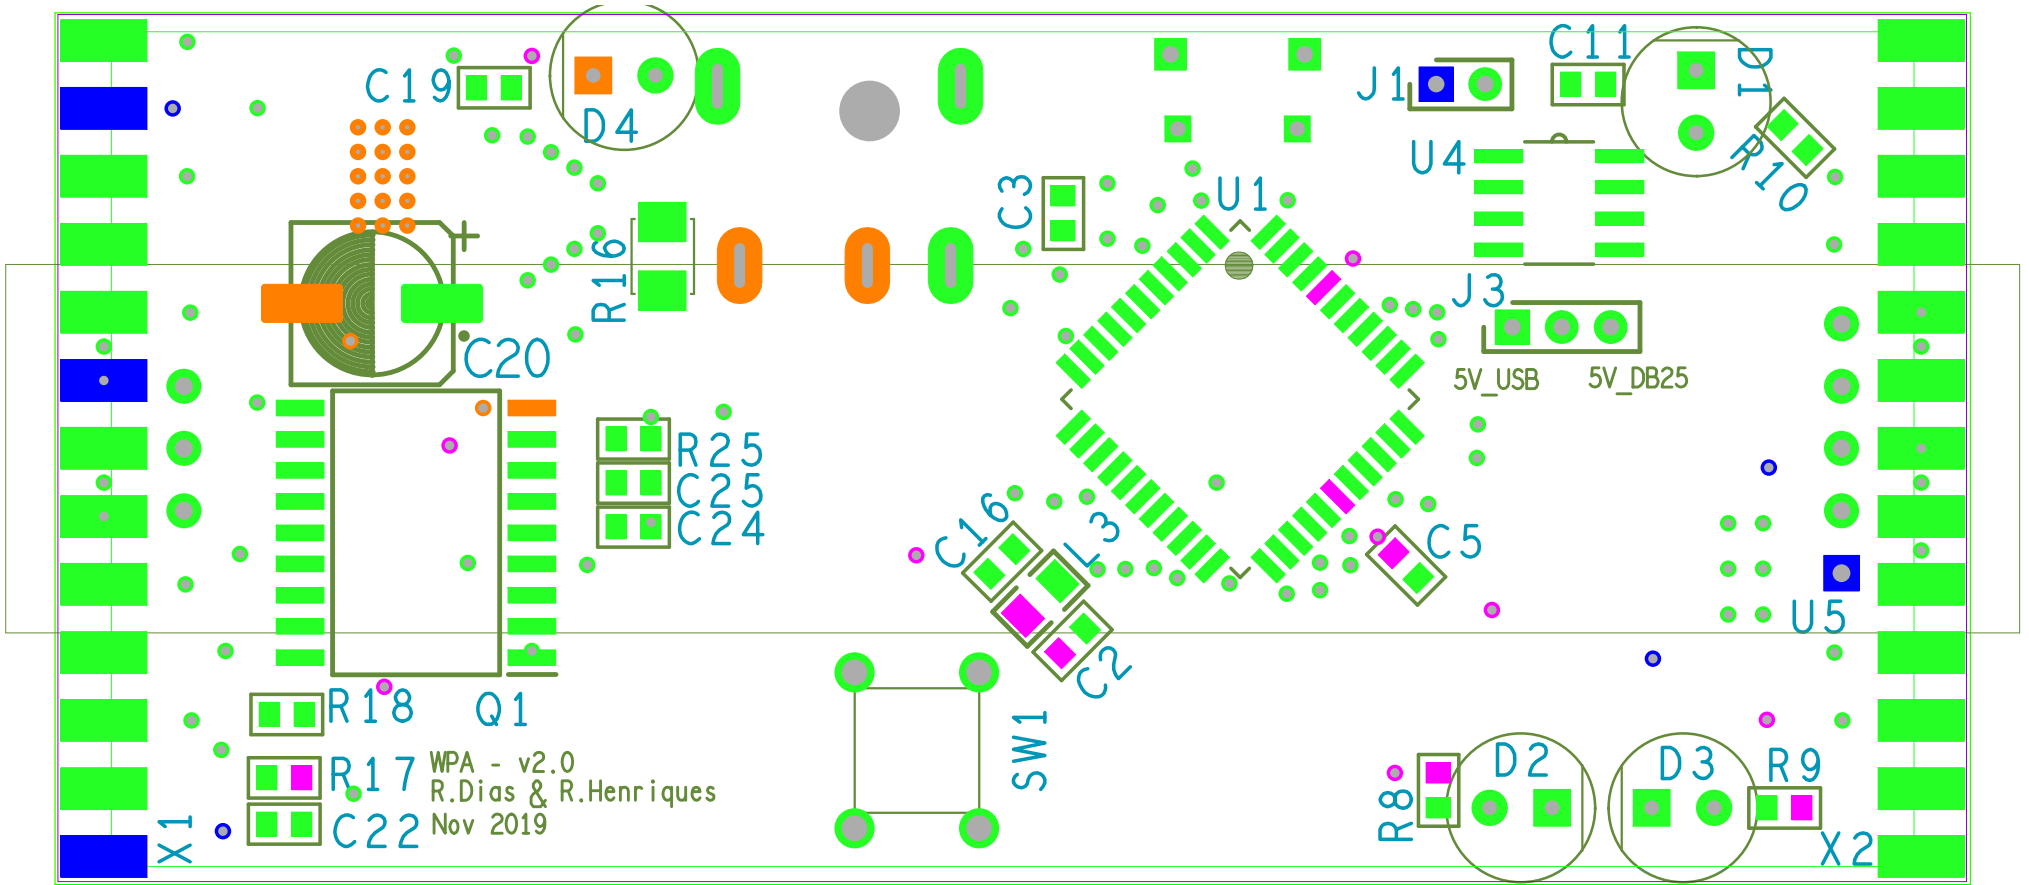 C19
D4
J1
C11
D1
R10
U4
C3
U1
R16
J3
C20
5V_USB
5V_DB25
R25
C25
C24
C16
L3
C5
U5
C2
R18
Q1
SW1
R17
WPA - v2.0
R.Dias & R.Henriques
Nov 2019
C22
X1
D2
D3
R9
R8
X2